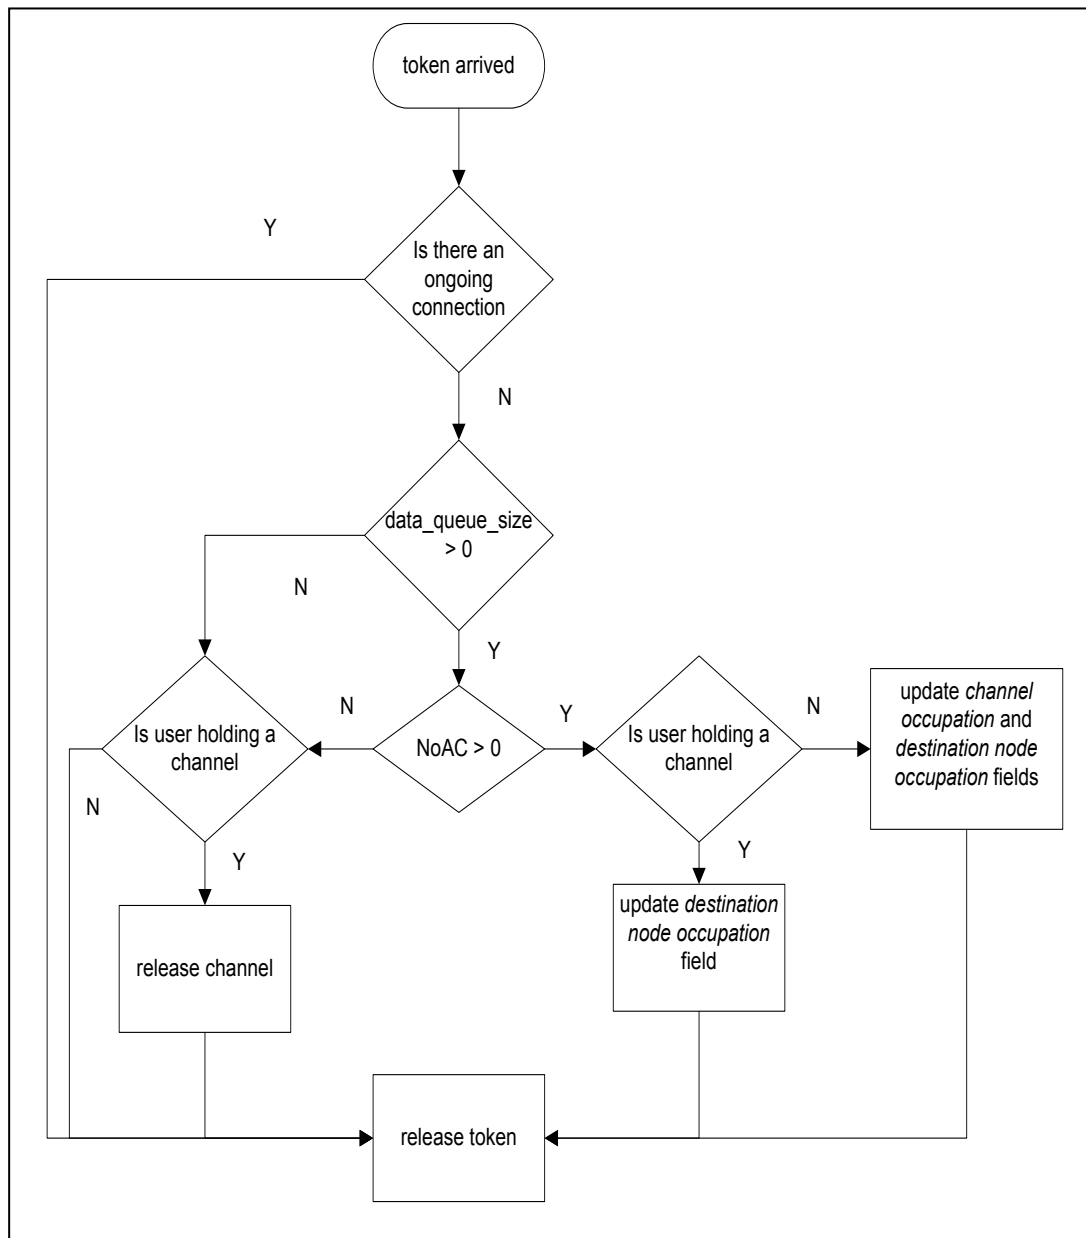 token arrived
Y
Is there an
ongoing
connection
N
data_queue_size
> 0
N
Y
Is user holding a
channel
N
NoAC > 0
Y
Is user holding a
channel
N
update channel
occupation and
destination node
occupation fields
N
Y
Y
release channel
update destination
node occupation
field
release token